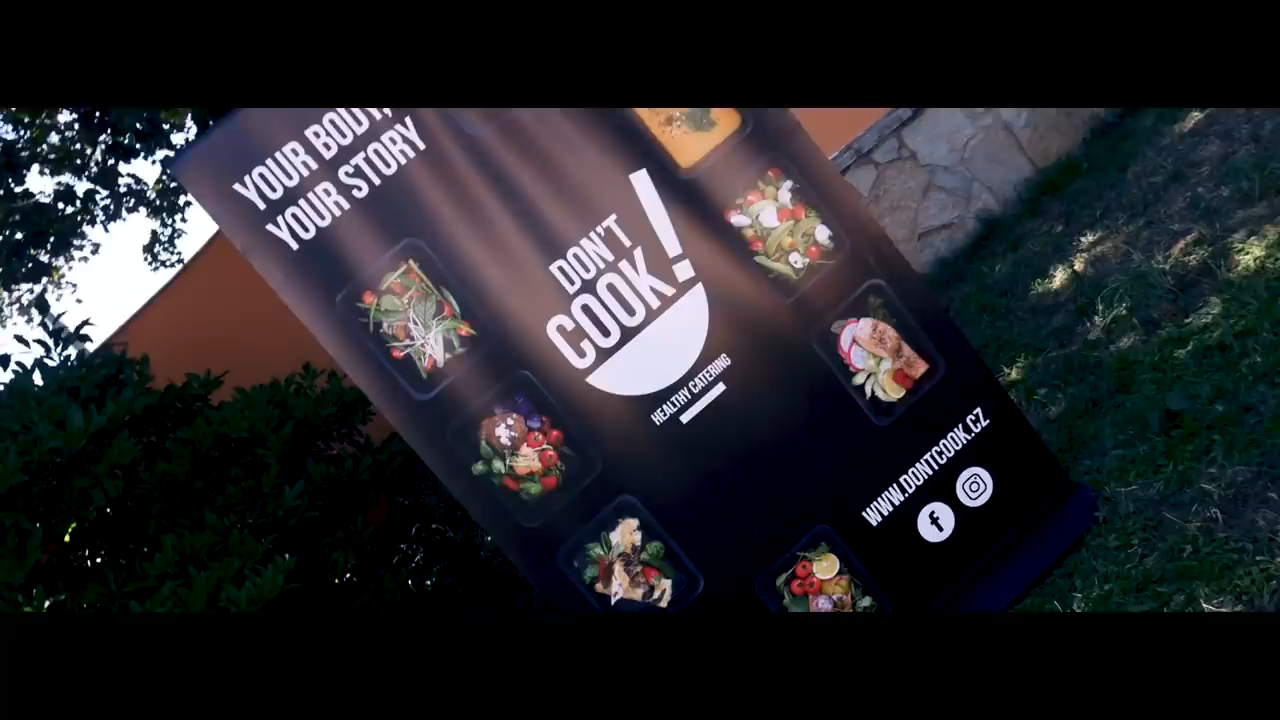 YOUR BODY,
YOUR STORY
DON'T
COOK!
HEALTHY CATERING
WWW.DONTCOOK.CZ